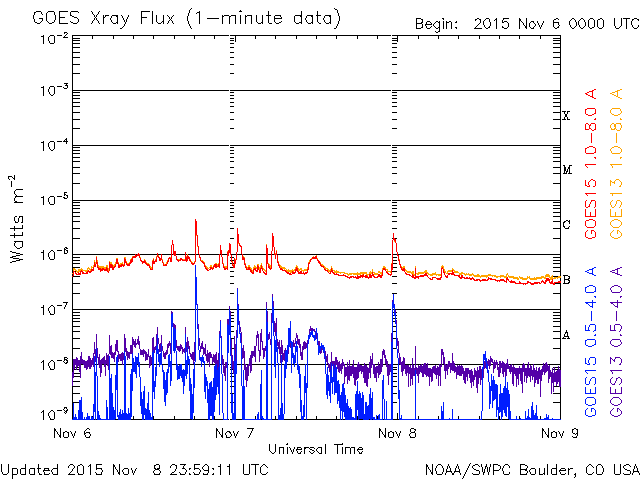 GOES Xray Flux (1-minute data)
Begin: 2015 Nov 6 0000 UTC
10-2
10-3
10-4
10-5
10-6
10-7
10-8
10-9
Watts m-2
X
M
C
B
A
GOES15 1.0-8.0 A
GOES13 1.0-8.0 A
GOES15 0.5-4.0 A
GOES13 0.5-4.0 A
Nov 6
Nov 7
Nov 8
Nov 9
Universal Time
Updated 2015 Nov 8 23:59:11 UTC
NOAA/SWPC Boulder, CO USA